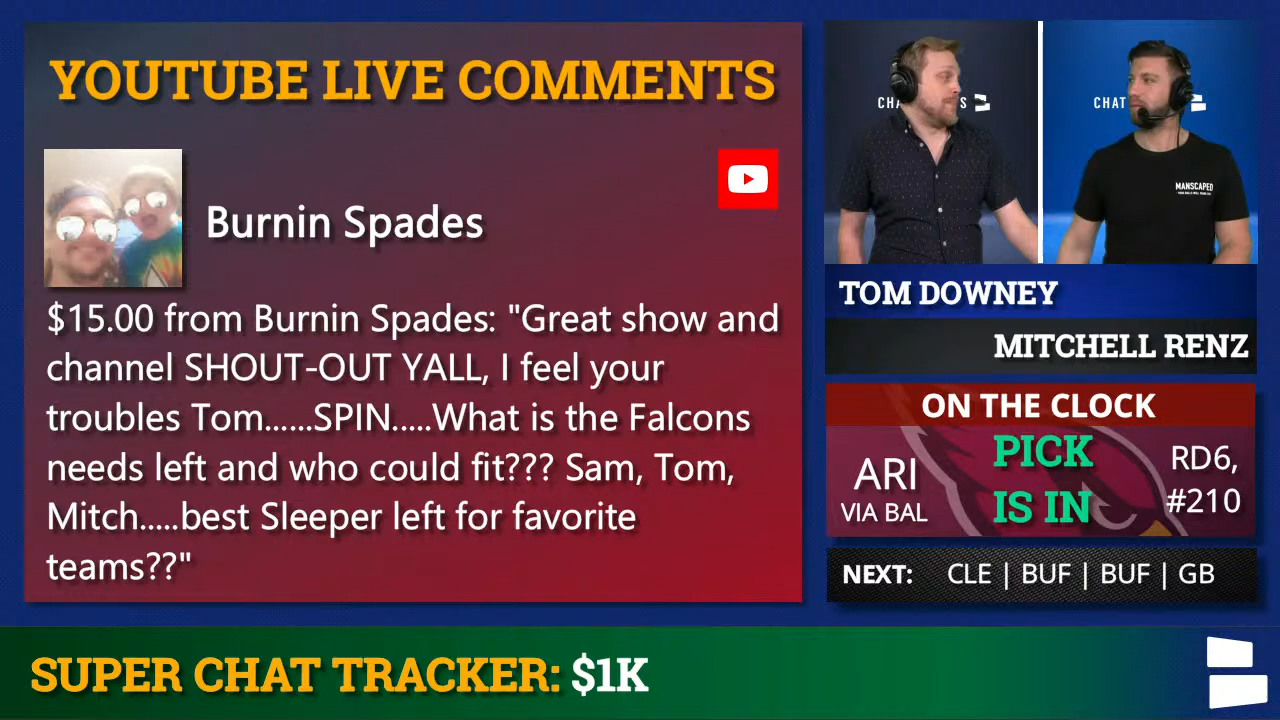 YOUTUBE LIVE COMMENTS
Burnin Spades
$15.00 from Burnin Spades: "Great show and
channel SHOUT-OUT YALL, I feel your
troubles Tom......SPIN.....What is the Falcons
needs left and who could fit??? Sam, Tom,
Mitch.....best Sleeper left for favorite
teams??"
CHAT
MANSCAPED
TOM DOWNEY
MITCHELL RENZ
ON THE CLOCK
ARI
VIA BAL
PICK
IS IN
RD6,
#210
NEXT: CLE | BUF | BUF | GB
SUPER CHAT TRACKER: $1K